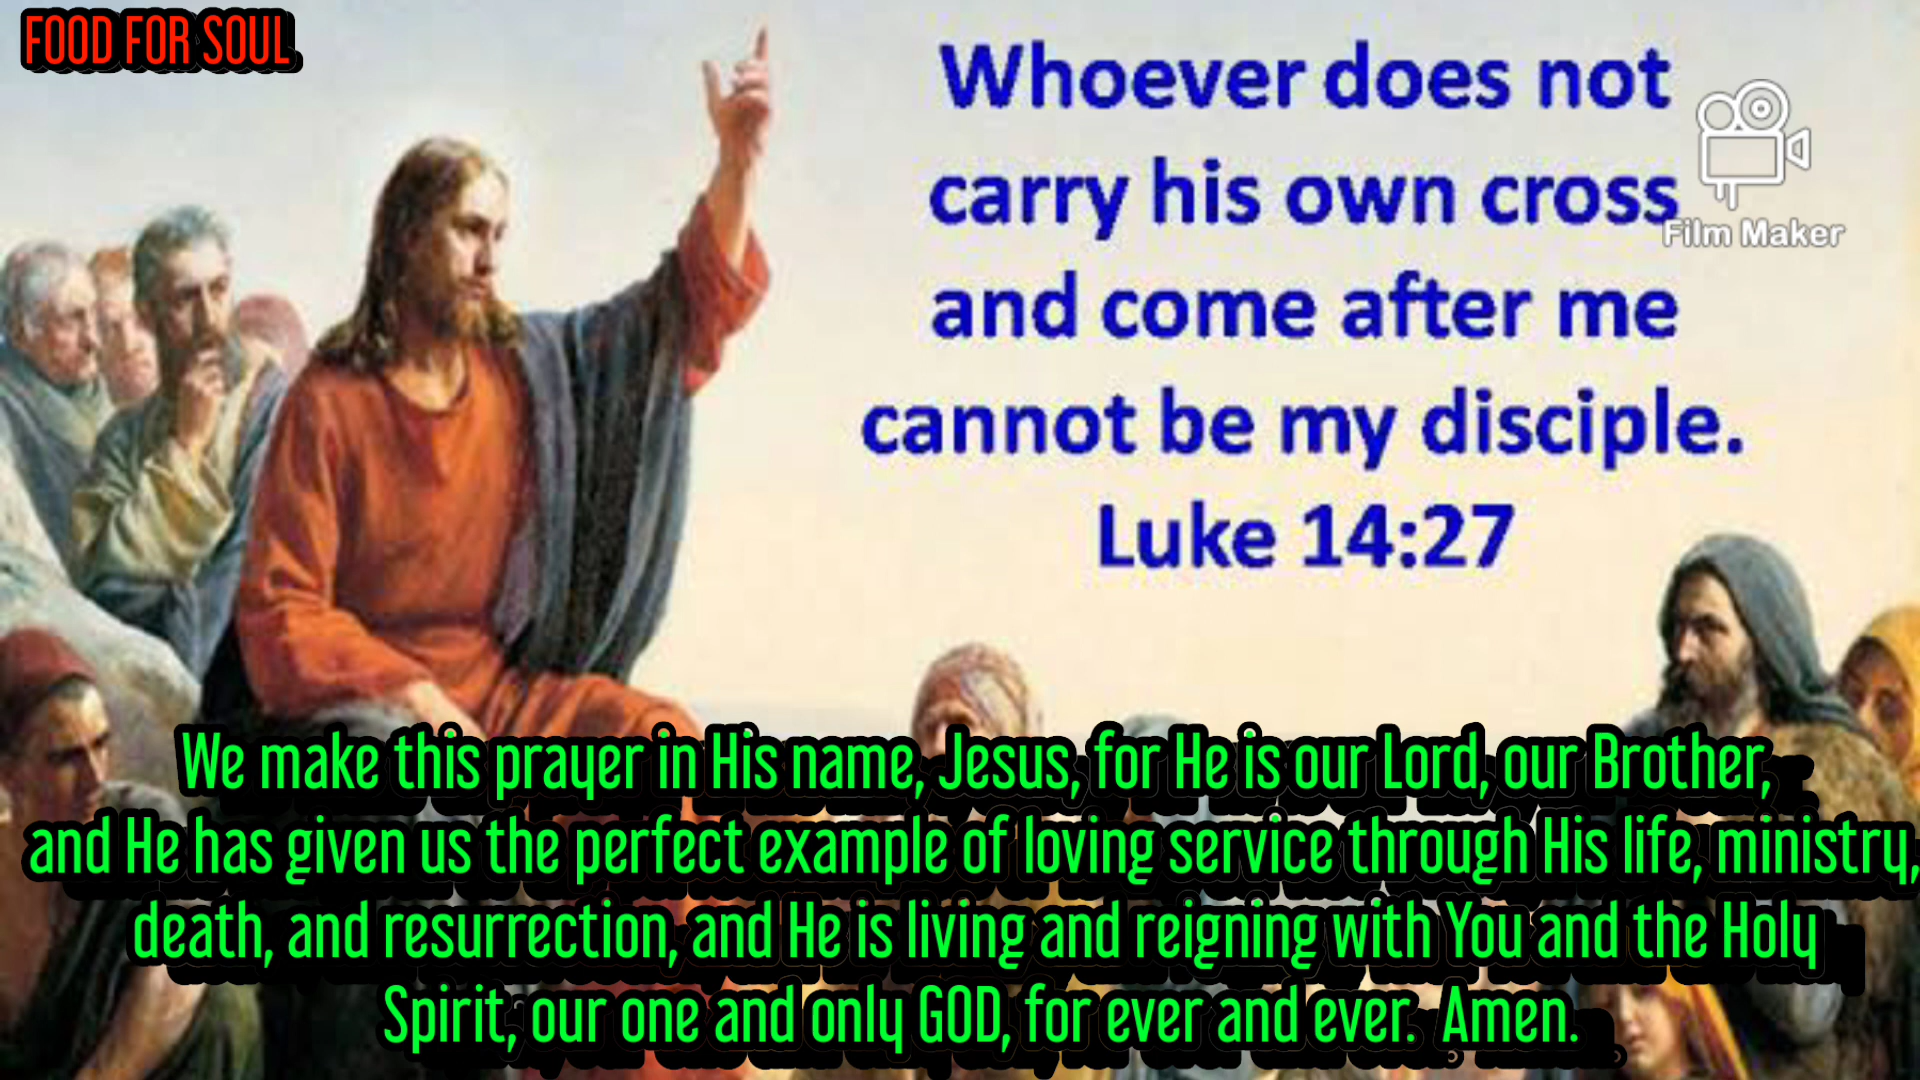 FOOD FOR SOUL
Whoever does not
carry his own cross
and come after me
cannot be my disciple.
Luke 14:27
Film Maker
We make this prayer in His name, Jesus, for He is our Lord, our Brother,
and He has given us the perfect example of loving service through His life, ministry,
death, and resurrection, and He is living and reigning with You and the Holy
Spirit, our one and only GOD, for ever and ever. Amen.